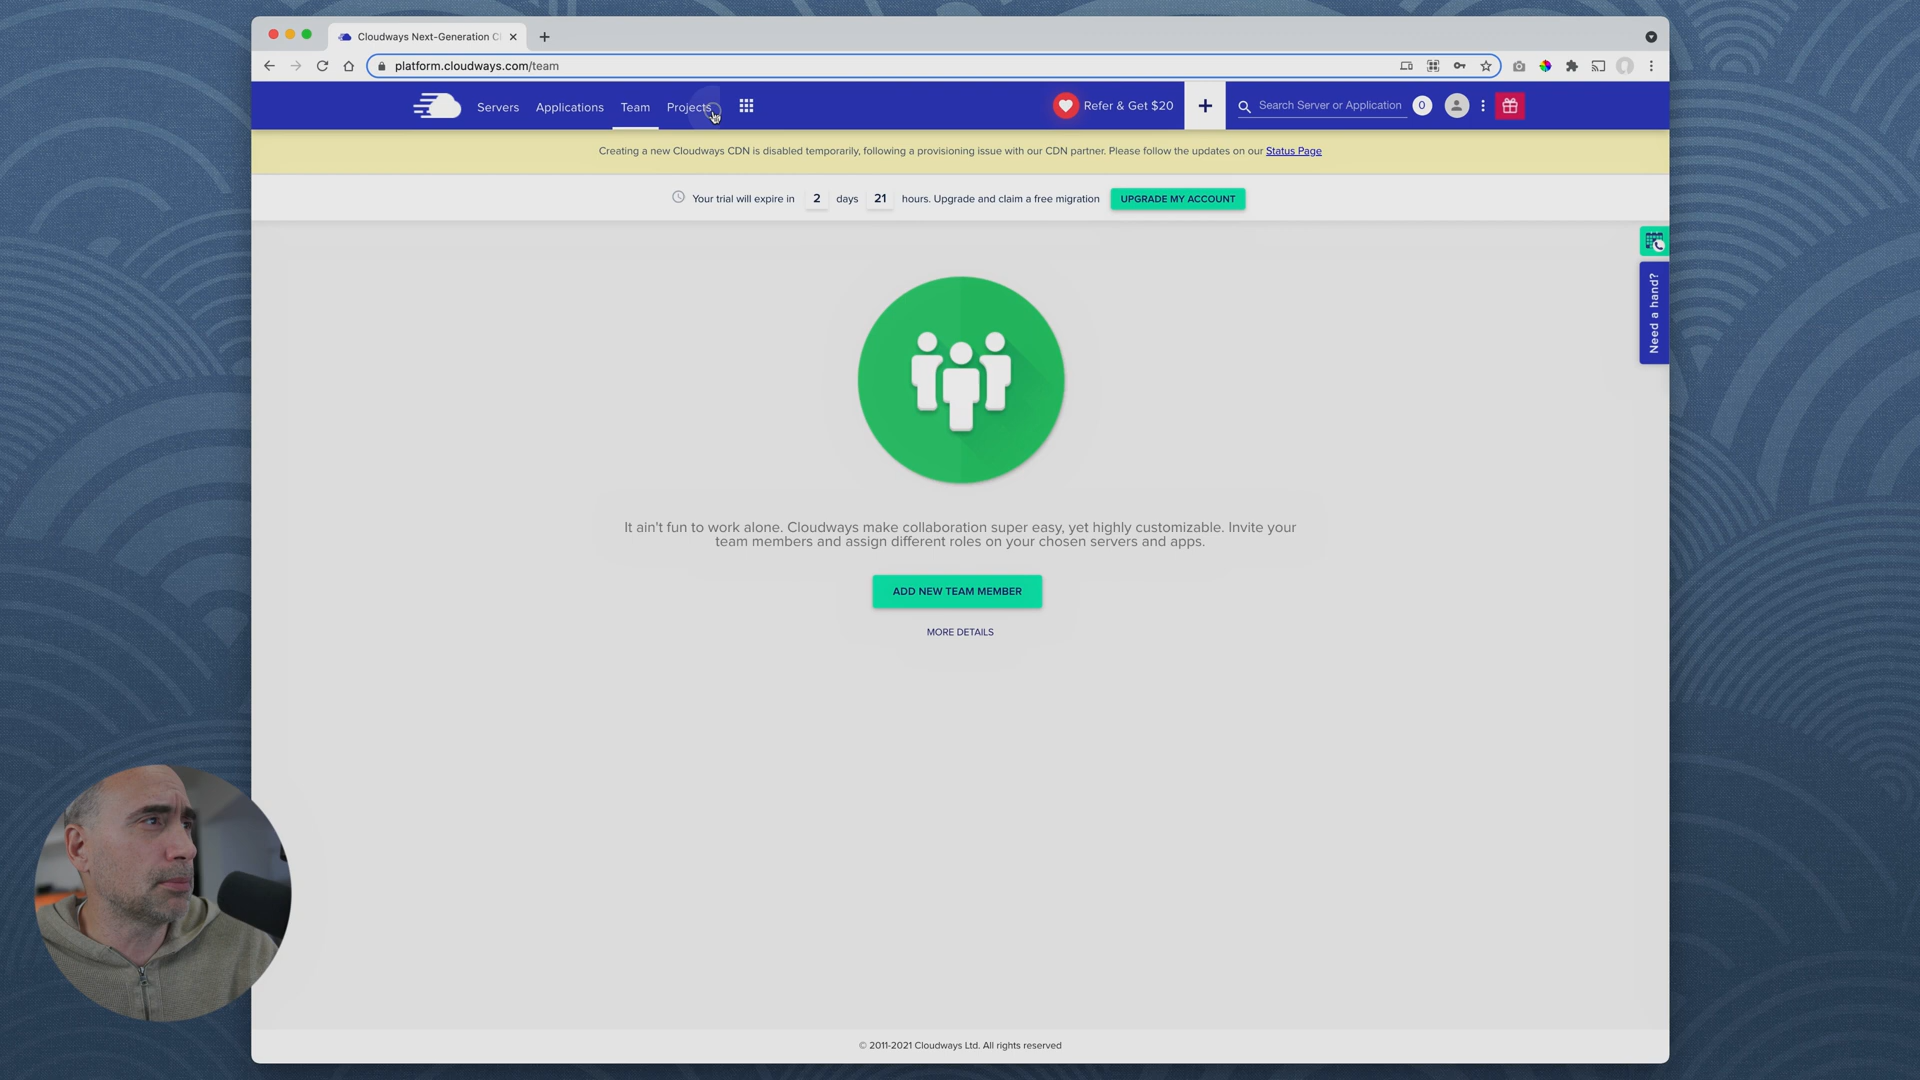 Cloudways Next-Generation C
platform.cloudways.com/team
Servers Applications Team Projects Refer & Get $20 Search Server or Application 0
Creating a new Cloudways CDN is disabled temporarily, following a provisioning issue with our CDN partner. Please follow the updates on our Status Page
Your trial will expire in 2 days 21 hours. Upgrade and claim a free migration UPGRADE MY ACCOUNT
Need a hand?
It ain't fun to work alone. Cloudways make collaboration super easy, yet highly customizable. Invite your
team members and assign different roles on your chosen servers and apps.
ADD NEW TEAM MEMBER
MORE DETAILS
© 2011-2021 Cloudways Ltd. All rights reserved